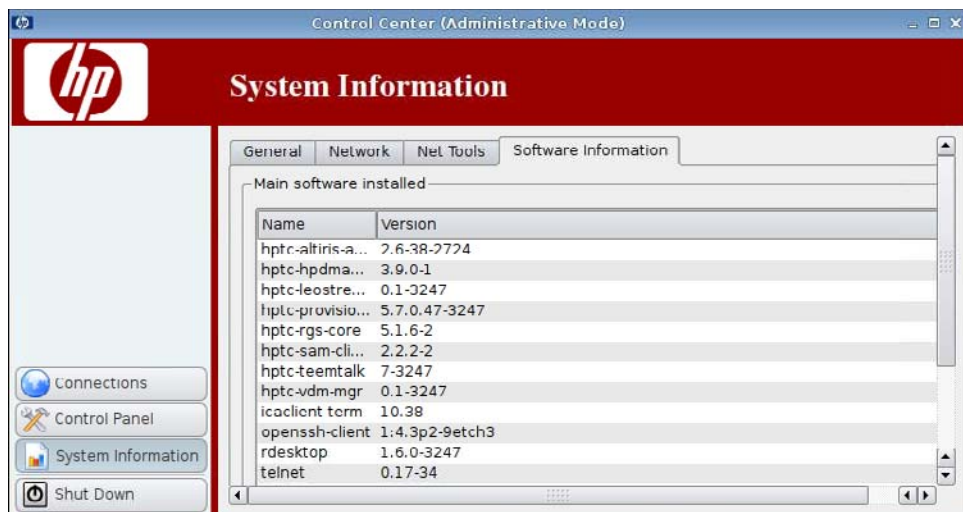 Control Center (Administrative Mode)
hp
System Information
General Network Net Tools Software Information
Main software installed
Name Version
hptc-altiris-a... 2.6-38-2724
hptc-hpdma... 3.9.0-1
hptc-leostre... 0.1-3247
hptc-provisio... 5.7.0.47-3247
hptc-rgs-core 5.1.6-2
hptc-sam-cli... 2.2.2-2
hptc-teemtalk 7-3247
hptc-vdm-mgr 0.1-3247
icaclient term 10.38
openssh-client 1:4.3p2-9etch3
rdesktop 1.6.0-3247
telnet 0.17-34
Connections
Control Panel
System Information
Shut Down